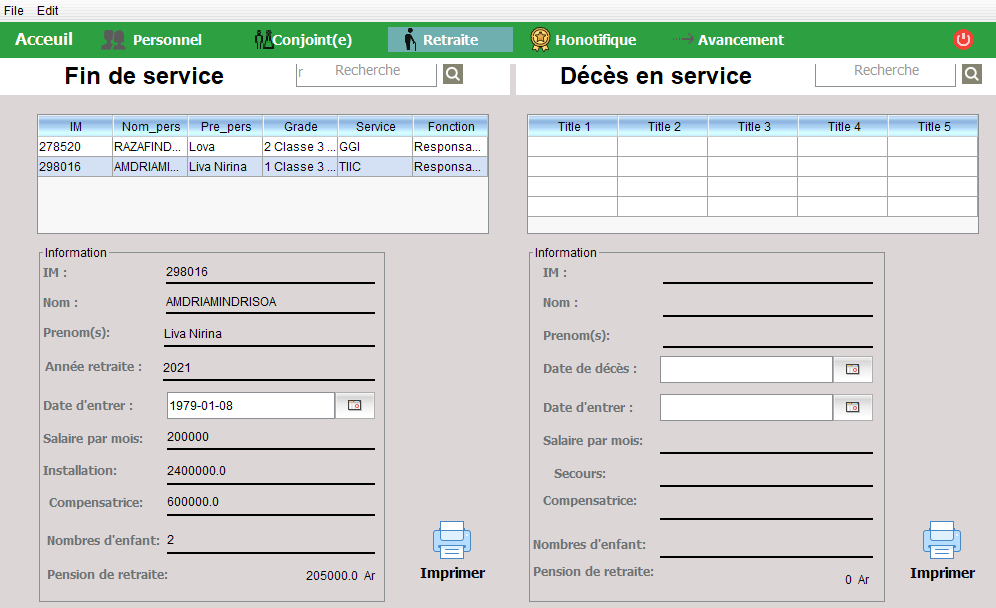 File Edit
Acceuil Personnel Conjoint(e) Retraite Honotifique Avancement
Fin de service r Recherche
IM Nom_pers Pre_pers Grade Service Fonction
278520 RAZAFIND... Lova 2 Classe 3 ... GGI Responsa...
298016 AMDRIAMI... Liva Nirina 1 Classe 3 ... TIIC Responsa...
Information
IM : 298016
Nom : AMDRIAMINDRISOA
Prenom(s): Liva Nirina
Année retraite : 2021
Date d'entrer : 1979-01-08
Salaire par mois: 200000
Installation: 2400000.0
Compensatrice: 600000.0
Nombres d'enfant: 2
Pension de retraite: 205000.0 Ar
Imprimer
Décès en service Recherche
Title 1 Title 2 Title 3 Title 4 Title 5
Information
IM :
Nom :
Prenom(s):
Date de décès :
Date d'entrer :
Salaire par mois:
Secours:
Compensatrice:
Nombres d'enfant:
Pension de retraite: 0 Ar
Imprimer